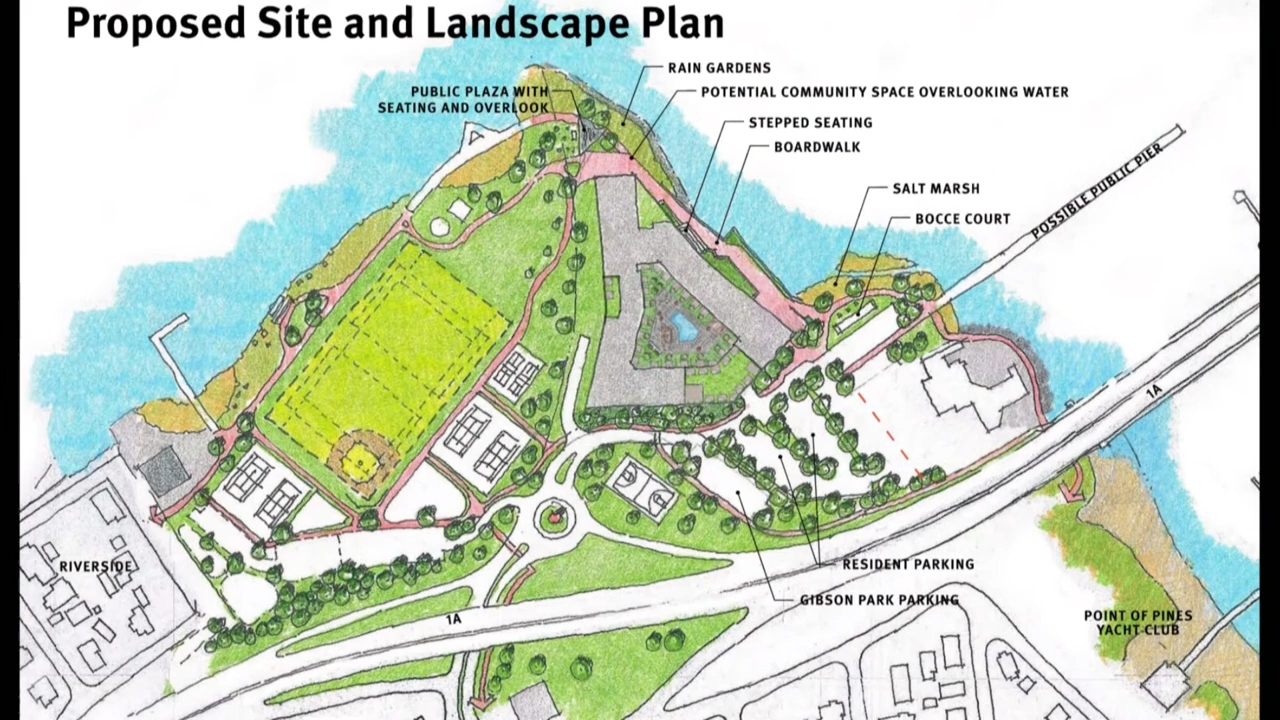 Proposed Site and Landscape Plan
RAIN GARDENS
PUBLIC PLAZA WITH
SEATING AND OVERLOOK
POTENTIAL COMMUNITY SPACE OVERLOOKING WATER
STEPPED SEATING
BOARDWALK
SALT MARSH
BOCCE COURT
POSSIBLE PUBLIC PIER
1A
RIVERSIDE
RESIDENT PARKING
GIBSON PARK PARKING
1A
POINT OF PINES
YACHT CLUB